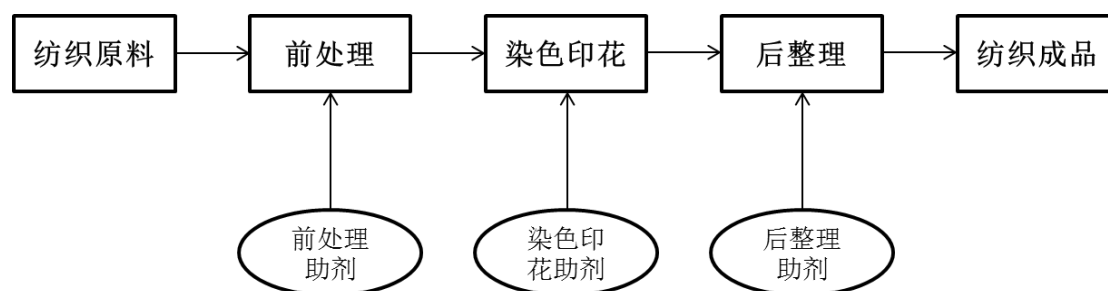 纺织原料
前处理
染色印花
后整理
纺织成品
前处理
助剂
染色印
花助剂
后整理
助剂